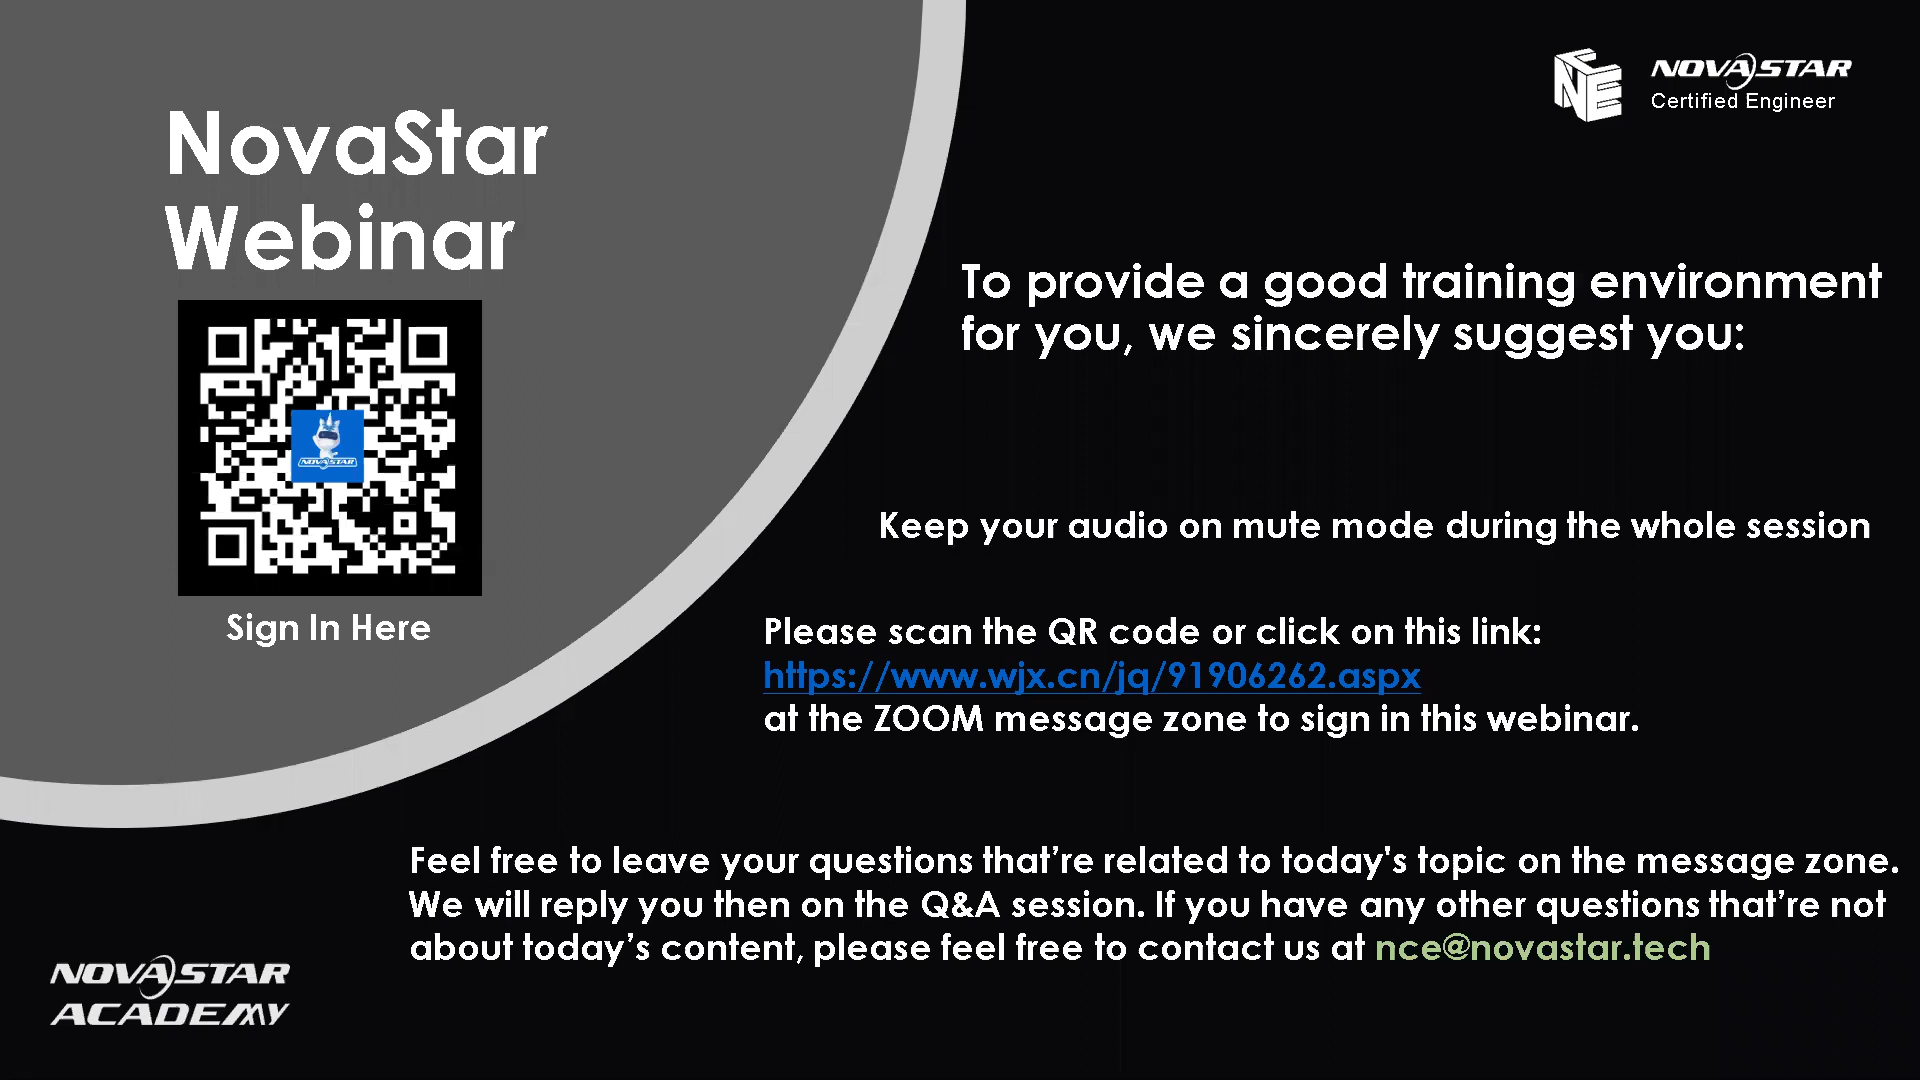 NovaStar
Webinar
NOVASTAR
Sign In Here
NCE
NOVASTAR
Certified Engineer
To provide a good training environment
for you, we sincerely suggest you:
Keep your audio on mute mode during the whole session
Please scan the QR code or click on this link:
https://www.wjx.cn/jq/91906262.aspx
at the ZOOM message zone to sign in this webinar.
Feel free to leave your questions that’re related to today's topic on the message zone.
We will reply you then on the Q&A session. If you have any other questions that’re not
about today’s content, please feel free to contact us at nce@novastar.tech
NOVASTAR
ACADEMY